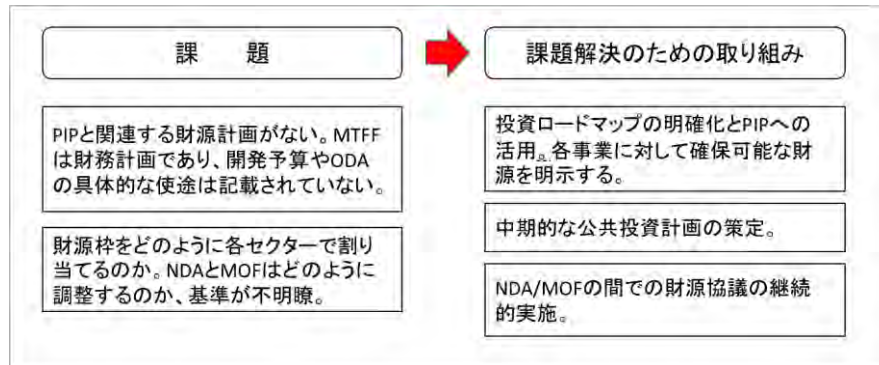 課　　題
課題解決のための取り組み
PIPと関連する財源計画がない。MTFF
は財務計画であり、開発予算やODA
の具体的な使途は記載されていない。
財源枠をどのように各セクターで割り
当てるのか。NDAとMOFはどのように
調整するのか、基準が不明瞭。
投資ロードマップの明確化とPIPへの
活用。各事業に対して確保可能な財
源を明示する。
中期的な公共投資計画の策定。
NDA/MOFの間での財源協議の継続
的実施。